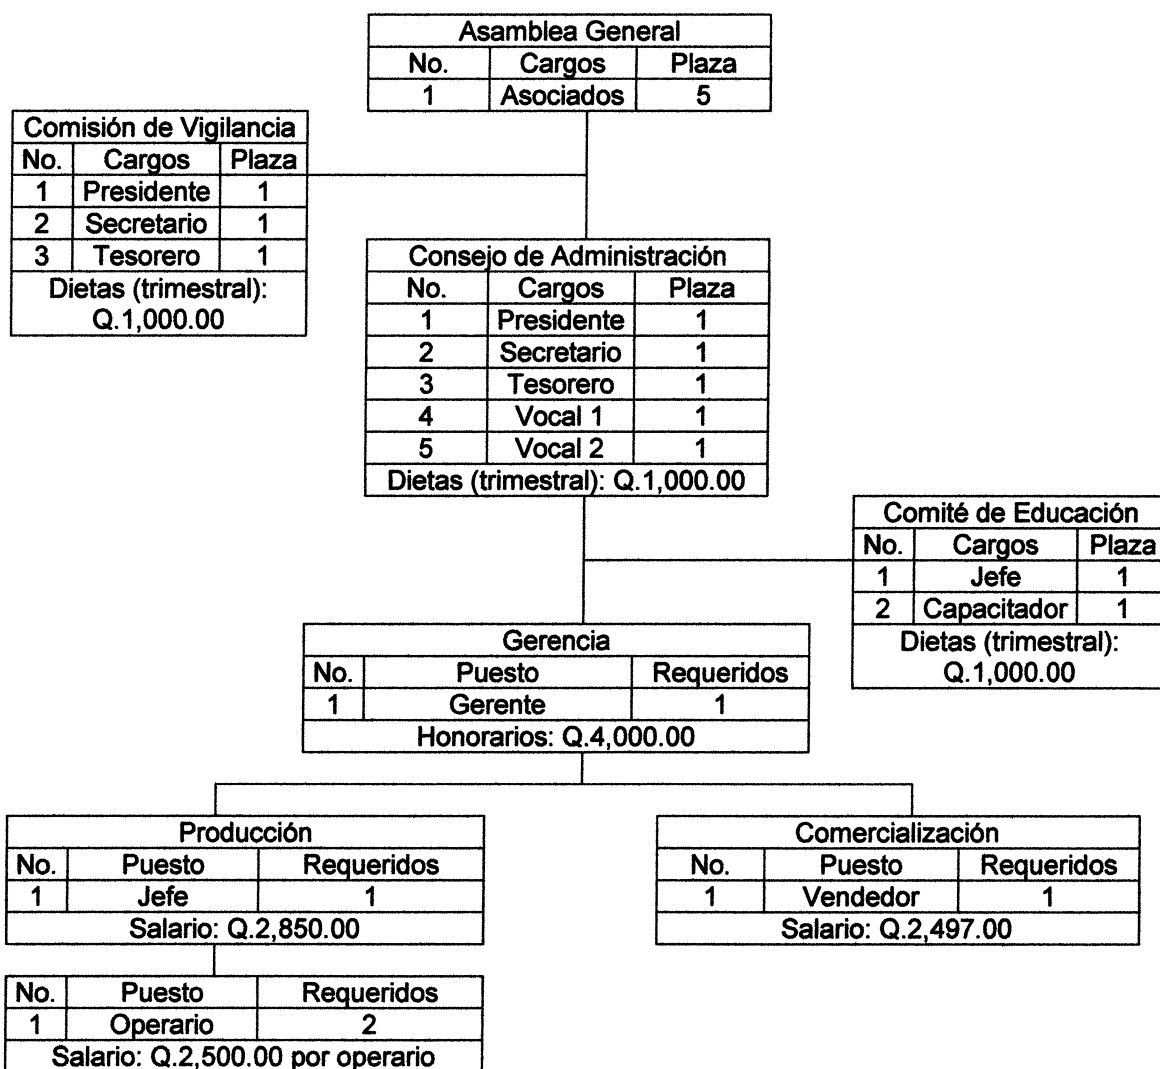 Asamblea General
No. Cargos Plaza
1 Asociados 5
Comisión de Vigilancia
No. Cargos Plaza
1 Presidente 1
2 Secretario 1
3 Tesorero 1
Dietas (trimestral):
Q.1,000.00
Consejo de Administración
No. Cargos Plaza
1 Presidente 1
2 Secretario 1
3 Tesorero 1
4 Vocal 1 1
5 Vocal 2 1
Dietas (trimestral): Q.1,000.00
Comité de Educación
No. Cargos Plaza
1 Jefe 1
2 Capacitador 1
Dietas (trimestral):
Q.1,000.00
Gerencia
No. Puesto Requeridos
1 Gerente 1
Honorarios: Q.4,000.00
Producción
No. Puesto Requeridos
1 Jefe 1
Salario: Q.2,850.00
No. Puesto Requeridos
1 Operario 2
Salario: Q.2,500.00 por operario
Comercialización
No. Puesto Requeridos
1 Vendedor 1
Salario: Q.2,497.00